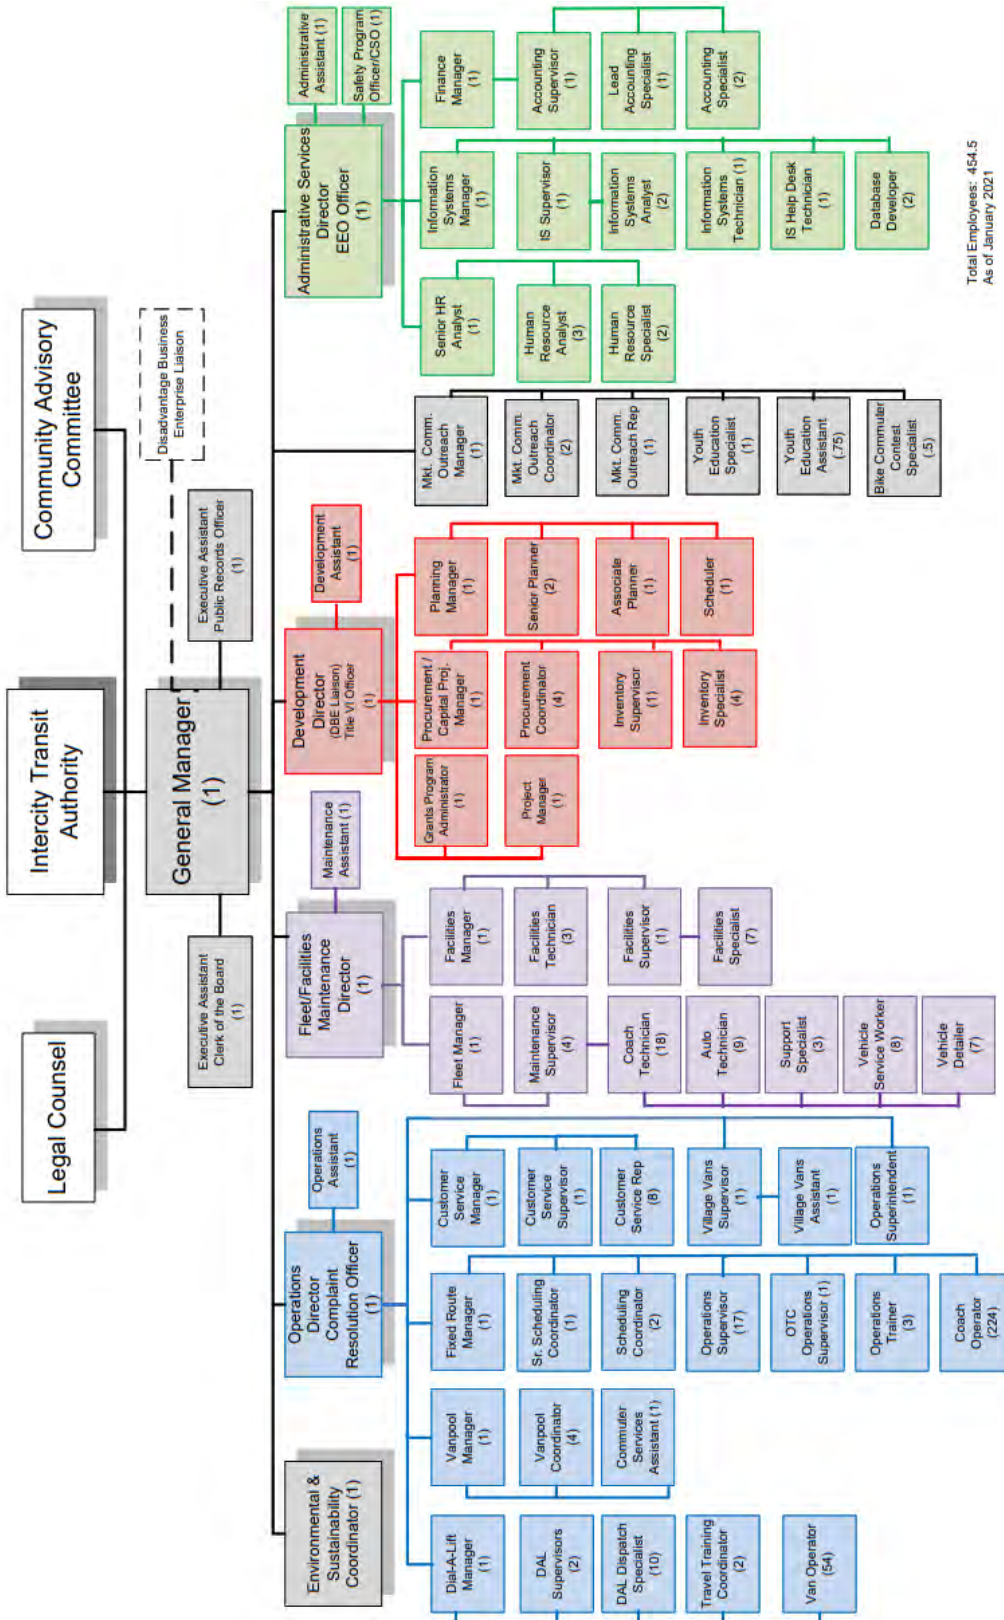 Legal Counsel
Intercity Transit
Authority
Community Advisory
Committee
General Manager
(1)
Disadvantage Business
Enterprise Liaison
Executive Assistant
Clerk of the Board
(1)
Executive Assistant
Public Records Officer
(1)
Environmental &
Sustainability
Coordinator (1)
Operations
Director
Complaint
Resolution Officer
(1)
Operations
Assistant
(1)
Dial-A-Lift
Manager
(1)
DAL
Supervisors
(2)
DAL Dispatch
Specialist
(10)
Travel Training
Coordinator
(2)
Van Operator
(54)
Vanpool Manager
(1)
Vanpool
Coordinator
(4)
Commuter
Services
Assistant (1)
Fixed Route
Manager
(1)
Sr. Scheduling
Coordinator
(1)
Scheduling
Coordinator
(2)
Operations
Supervisor
(17)
OTC
Operations
Supervisor (1)
Operations
Trainer
(3)
Coach
Operator
(224)
Customer
Service
Manager
(1)
Customer
Service
Supervisor
(1)
Customer
Service Rep
(8)
Village Vans
Supervisor
(1)
Village Vans
Assistant
(1)
Operations
Superintendent
(1)
Fleet/Facilities
Maintenance
Director
(1)
Maintenance
Assistant (1)
Fleet Manager
(1)
Maintenance
Supervisor
(4)
Coach
Technician
(18)
Auto
Technician
(9)
Support
Specialist
(3)
Vehicle
Service Worker
(8)
Vehicle
Detailer
(7)
Facilities
Manager
(1)
Facilities
Technician
(3)
Facilities
Supervisor
(1)
Facilities
Specialist
(7)
Development
Director
(DBE Liaison)
Title VI Officer
(1)
Development
Assistant
(1)
Grants Program
Administrator
(1)
Project
Manager
(1)
Procurement /
Capital Proj.
Manager
(1)
Procurement
Coordinator
(4)
Inventory
Supervisor
(11)
Inventory
Specialist
(4)
Planning
Manager
(1)
Senior Planner
(2)
Associate
Planner
(1)
Scheduler
(1)
Mkt. Comm.
Outreach
Manager
(1)
Mkt. Comm.
Outreach
Coordinator
(2)
Mkt. Comm.
Outreach Rep
(1)
Youth
Education
Specialist
(1)
Youth
Education
Assistant
(.75)
Bike Commuter
Contest
Specialist
(.5)
Administrative Services
Director
EEO Officer
(1)
Administrative
Assistant (1)
Safety Program
Officer/CSO
(1)
Senior HR
Analyst
(1)
Human
Resource
Analyst
(3)
Human
Resource
Specialist
(2)
Information
Systems
Manager
(1)
IS Supervisor
(1)
Information
Systems
Analyst
(2)
Information
Systems
Technician (1)
IS Help Desk
Technician
(1)
Database
Developer
(2)
Finance
Manager
(1)
Accounting
Supervisor
(1)
Lead
Accounting
Specialist
(1)
Accounting
Specialist
(2)
Total Employees: 454.5
As of January 2021